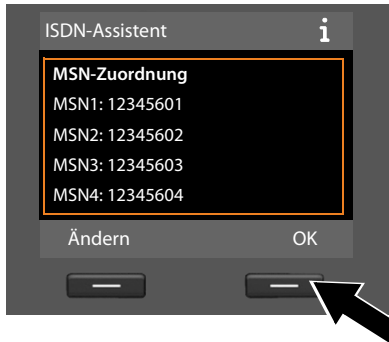 ISDN-Assistent i
MSN-Zuordnung
MSN1: 12345601
MSN2: 12345602
MSN3: 12345603
MSN4: 12345604
Ändern OK